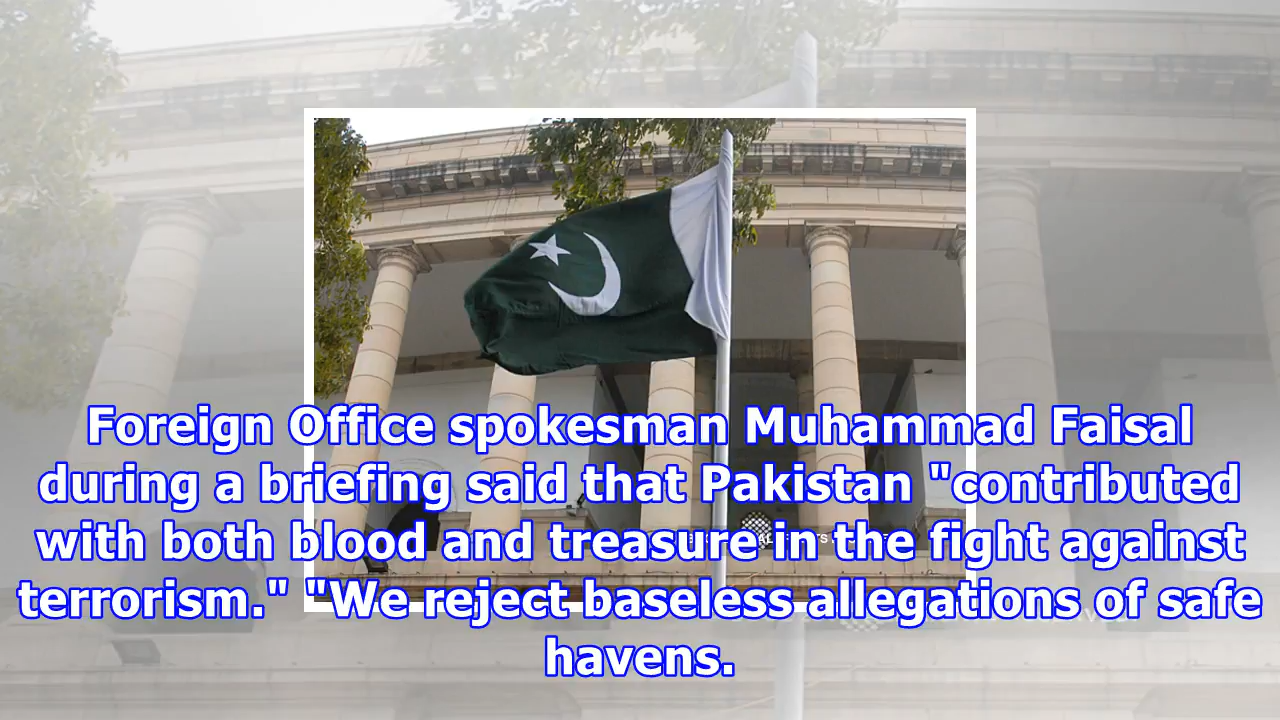 Foreign Office spokesman Muhammad Faisal
during a briefing said that Pakistan "contributed
with both blood and treasure in the fight against
terrorism." "We reject baseless allegations of safe
havens.